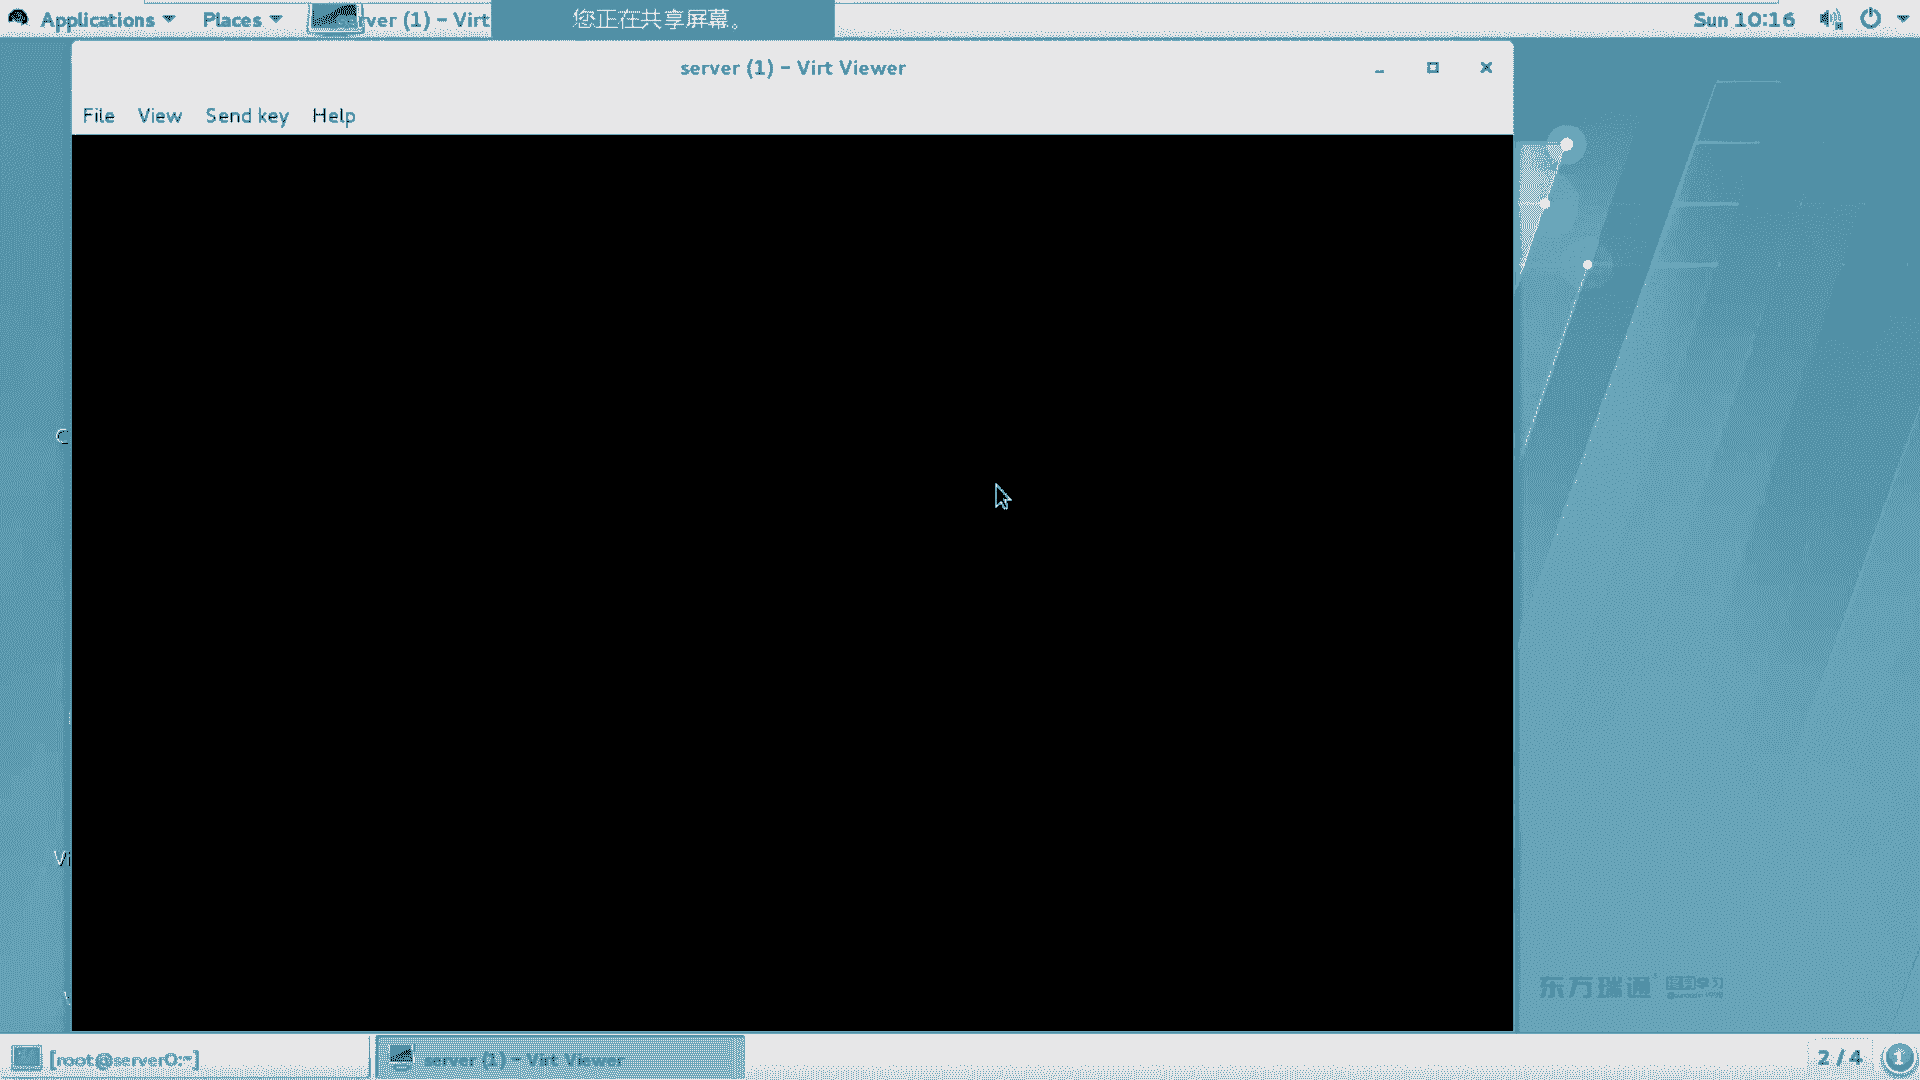 Applications
Places
server (1) – Virt
您正在共享屏幕。
Sun 10:16
server (1) – Virt Viewer
File
View
Send key
Help
C
Vi
东方瑞通
学习
[root@server0:~]
server (1) – Virt Viewer
2 / 4
1